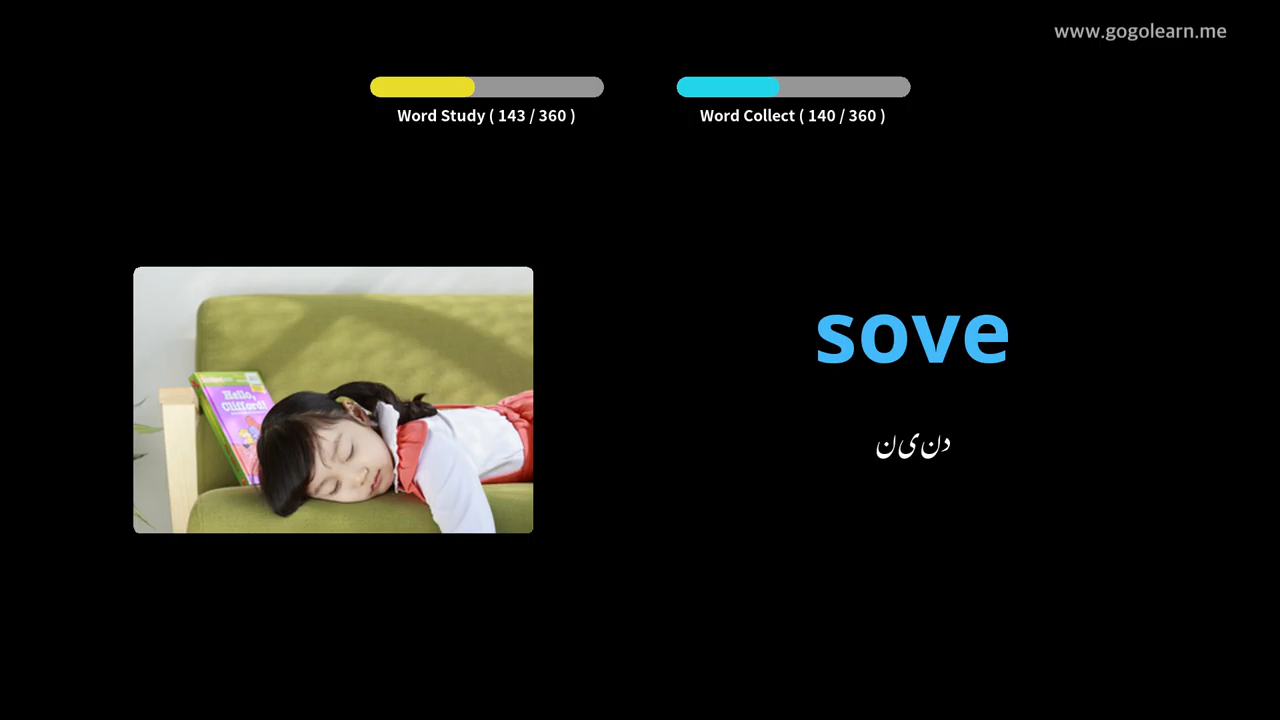 www.gogolearn.me
Word Study ( 143 / 360 )
Word Collect ( 140 / 360 )
Hello,
Clifford!
sove
دن ی ن